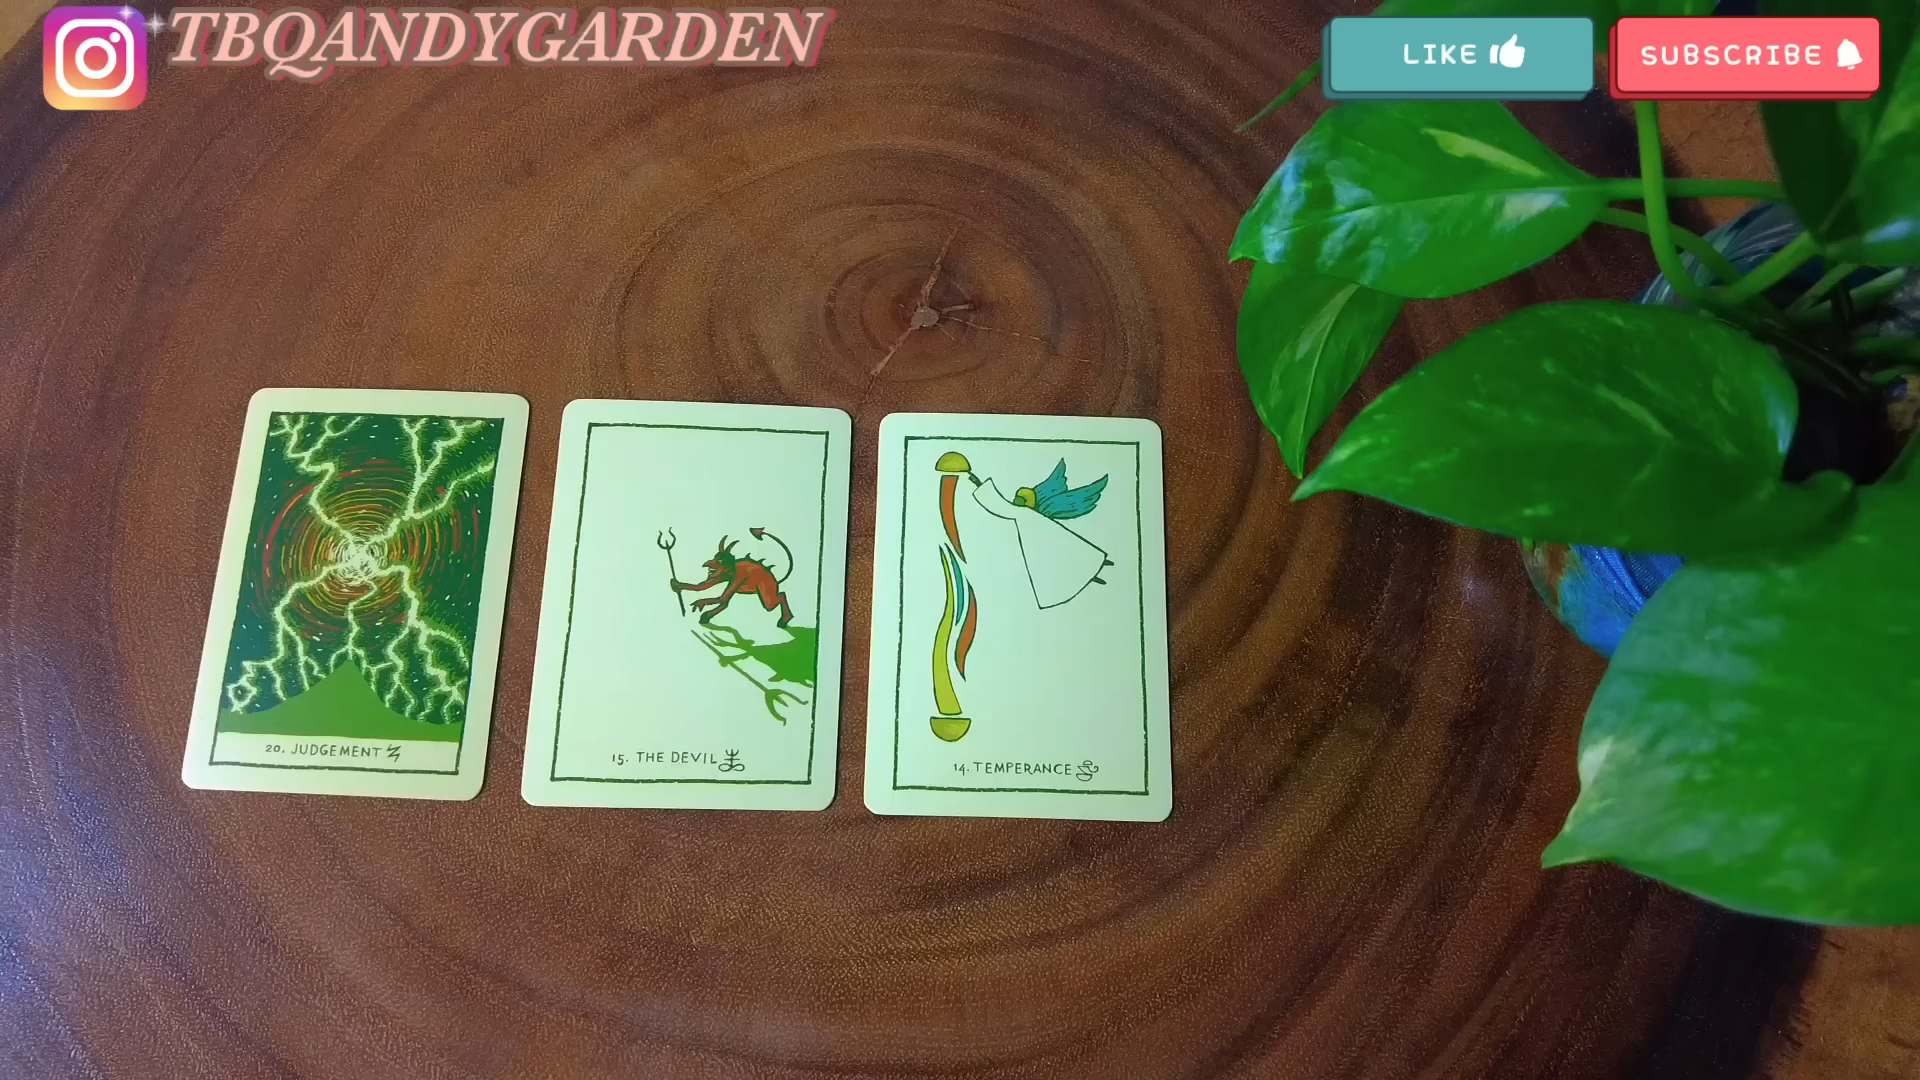 TBQANDYGARDEN
LIKE
SUBSCRIBE
20. JUDGEMENT
15. THE DEVIL
14. TEMPERANCE